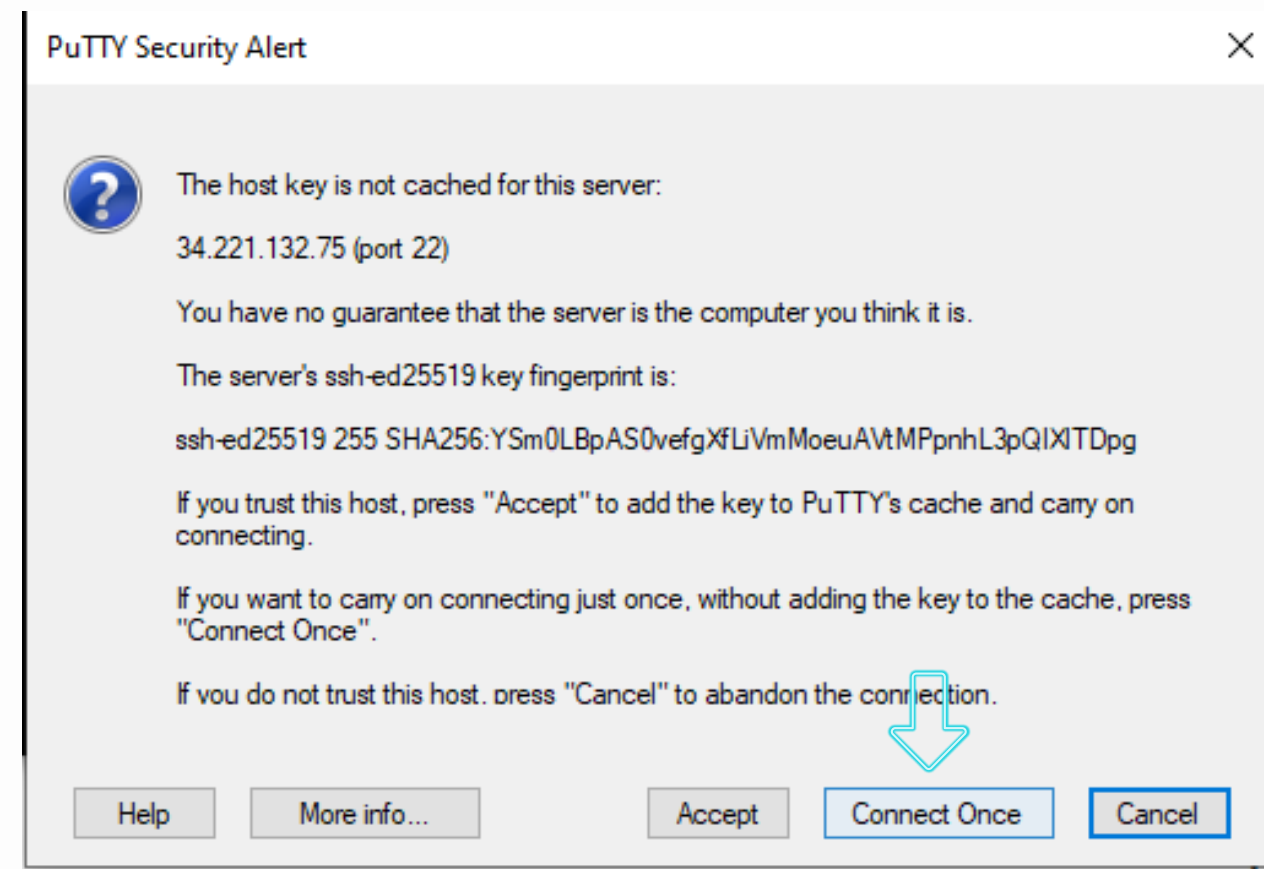 PuTTY Security Alert
The host key is not cached for this server:
34.221.132.75 (port 22)
You have no guarantee that the server is the computer you think it is.
The server's ssh-ed25519 key fingerprint is:
ssh-ed25519 255 SHA256:YSm0LBpAS0vefgXfLiVmMoeuAVtMPpnhL3pQIXITDpg
If you trust this host, press "Accept" to add the key to PuTTY's cache and carry on
connecting.
If you want to carry on connecting just once, without adding the key to the cache, press
"Connect Once".
If you do not trust this host, press "Cancel" to abandon the connection.
Help
More info...
Accept
Connect Once
Cancel